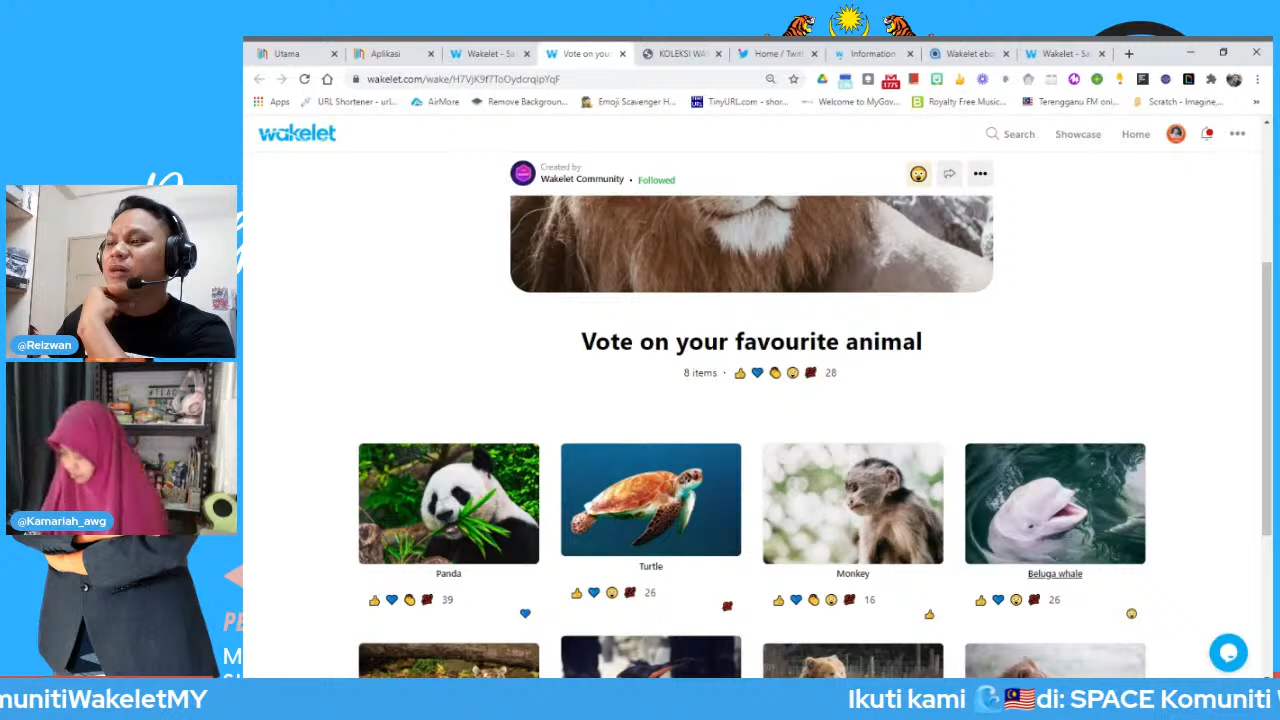 Utama
Aplikasi
Wakelet - Sa
Vote on you
KOLEKSI WA
Home / Twit
Information
Wakelet ebo
Wakelet - Sa
wakelet.com/wake/H7VjK9f7ToOydcrqIpYqF
1775
Apps
URL Shortener - url...
AirMore
Remove Backgroun...
Emoji Scavenger H...
TinyURL.com - shor...
Welcome to MyGov...
Royalty Free Music...
Terengganu FM onl...
Scratch - Imagine,...
wakelet
Search
Showcase
Home
Created by
Wakelet Community • Followed
Vote on your favourite animal
8 items · 28
Panda
Turtle
Monkey
Beluga whale
39
26
16
26
@Reizwan
@Kamariah_awg
munitiWakeletMY
Ikuti kami 🌊🇲🇾di: SPACE Komuniti